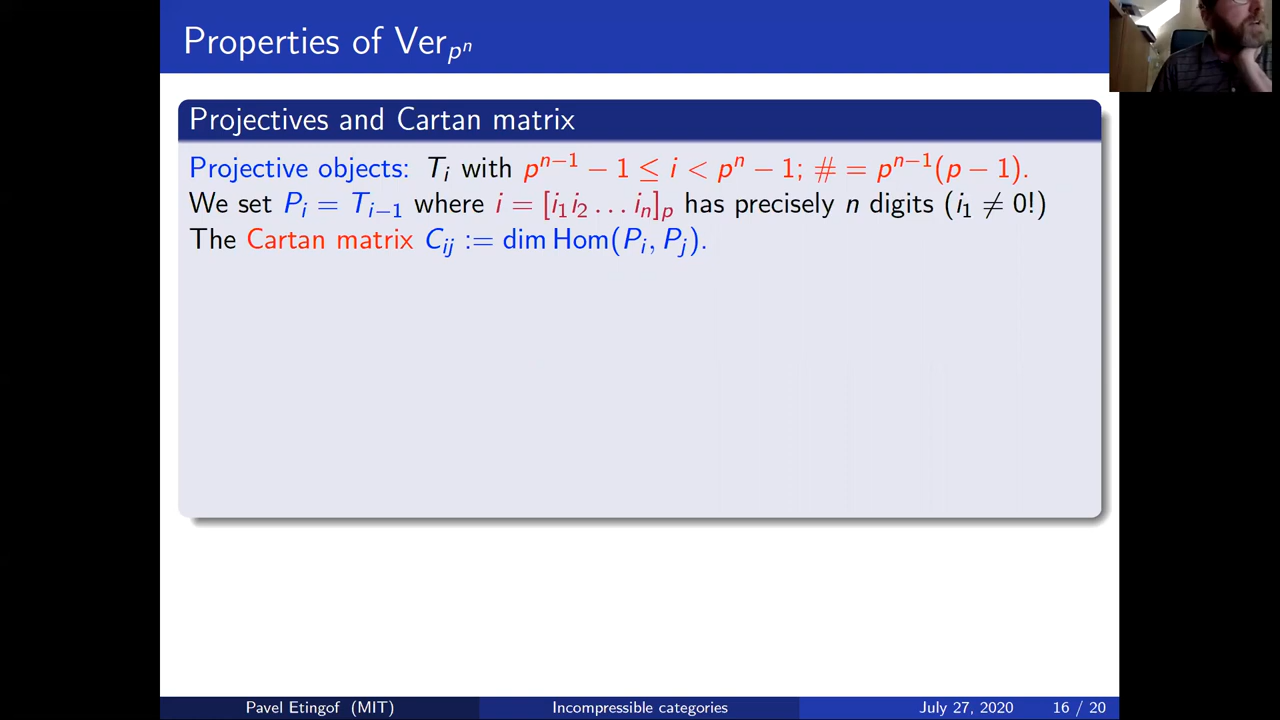 Properties of Ver_{p^n}
Projectives and Cartan matrix
Projective objects: T_i with p^{n−1} − 1 ≤ i < p^n − 1; # = p^{n−1}(p − 1).
We set P_i = T_{i−1} where i = [i_1 i_2 … i_n]_p has precisely n digits (i_1 ≠ 0!)
The Cartan matrix C_{ij} := dim Hom(P_i, P_j).
Pavel Etingof (MIT) Incompressible categories July 27, 2020 16 / 20